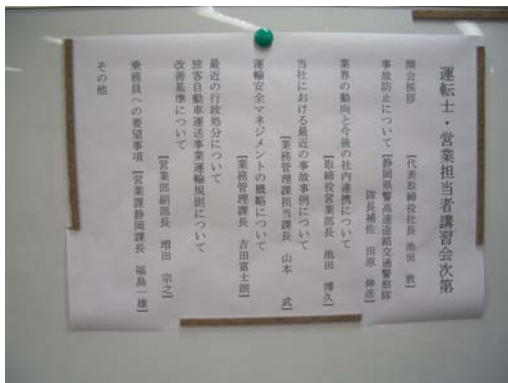 運転士・営業担当者講習会次第
開会挨拶　【代表取締役社長　池田　敦】
事故防止について【静岡県警高速道路交通警察隊
隊長補佐　田原　伸彦】
業界の動向と今後の社内連携について
【取締役営業部長　池田　博久】
当社における最近の事故事例について
【業務管理課担当課長　山本　武】
運輸安全マネジメントの概略について
【業務管理課長　吉田富士朗】
最近の行政処分について
旅客自動車運送事業運輸規則について
改善基準について
【営業部副部長　増田　宗之】
乗務員への要望事項【営業課静岡課長　福島一雄】
その他